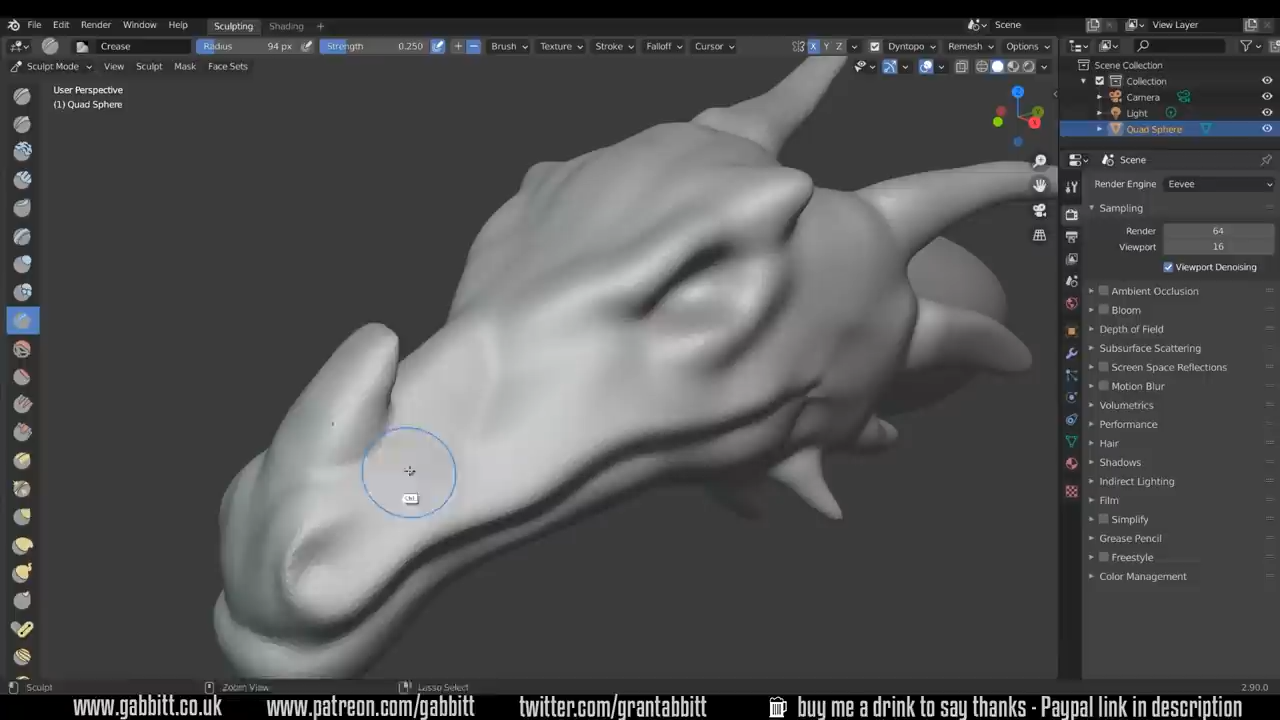 File Edit Render Window Help Sculpting Shading + Scene View Layer
Crease Radius 94 px Strength 0.250 + − Brush Texture Stroke Falloff Cursor X Y Z Dyntopo Remesh Options
Sculpt Mode View Sculpt Mask Face Sets
User Perspective
(1) Quad Sphere
Scene Collection
Collection
Camera
Light
Quad Sphere
Scene
Render Engine Eevee
Sampling
Render 64
Viewport 16
Viewport Denoising
Ambient Occlusion
Bloom
Depth of Field
Subsurface Scattering
Screen Space Reflections
Motion Blur
Volumetrics
Performance
Hair
Shadows
Indirect Lighting
Film
Simplify
Grease Pencil
Freestyle
Color Management
Ctrl
Sculpt Zoom View Lasso Select 2.90.0
www.gabbitt.co.uk www.patreon.com/gabbitt twitter.com/grantabbitt buy me a drink to say thanks - Paypal link in description